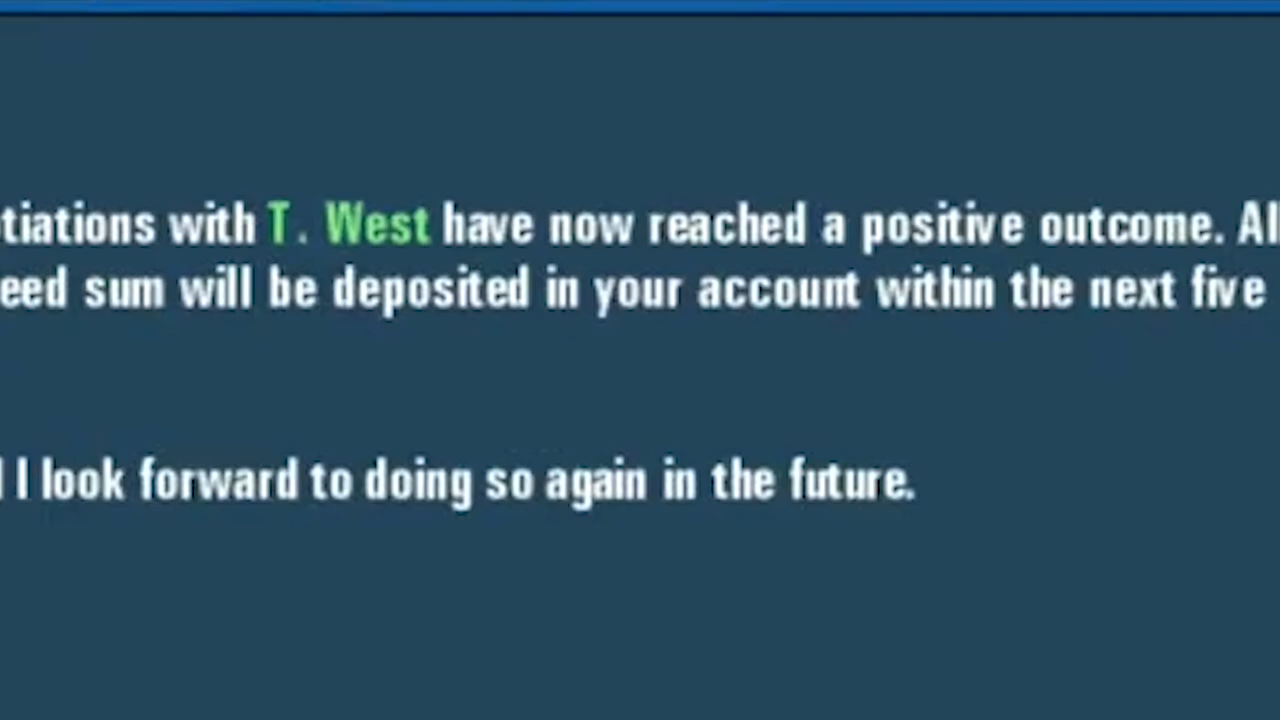 tiations with T. West have now reached a positive outcome. Al
eed sum will be deposited in your account within the next five
I look forward to doing so again in the future.